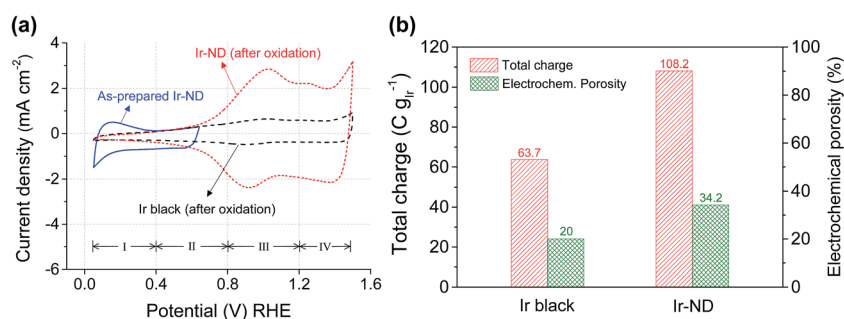 (a)
Current density (mA cm⁻²)
4
2
0
-2
-4
-6
Ir-ND (after oxidation)
As-prepared Ir-ND
Ir black (after oxidation)
I II III IV
0.0 0.4 0.8 1.2 1.6
Potential (V) RHE
(b)
Total charge (C g_Ir⁻¹)
120
100
80
60
40
20
0
Total charge
Electrochem. Porosity
63.7
20
108.2
34.2
Ir black Ir-ND
100
80
60
40
20
0
Electrochemical porosity (%)